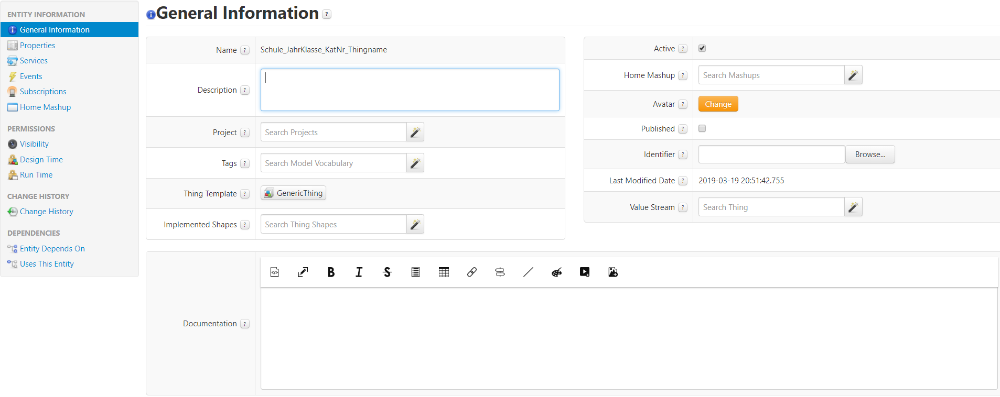 ENTITY INFORMATION
General Information
Properties
Services
Events
Subscriptions
Home Mashup
PERMISSIONS
Visibility
Design Time
Run Time
CHANGE HISTORY
Change History
DEPENDENCIES
Entity Depends On
Uses This Entity
General Information ?
Name ? Schule_JahrKlasse_KatNr_Thingname
Description ?
Project ? Search Projects
Tags ? Search Model Vocabulary
Thing Template ? GenericThing
Implemented Shapes ? Search Thing Shapes
Active ?
Home Mashup ? Search Mashups
Avatar ? Change
Published ?
Identifier ? Browse...
Last Modified Date ? 2019-03-19 20:51:42.755
Value Stream ? Search Thing
B I S
Documentation ?